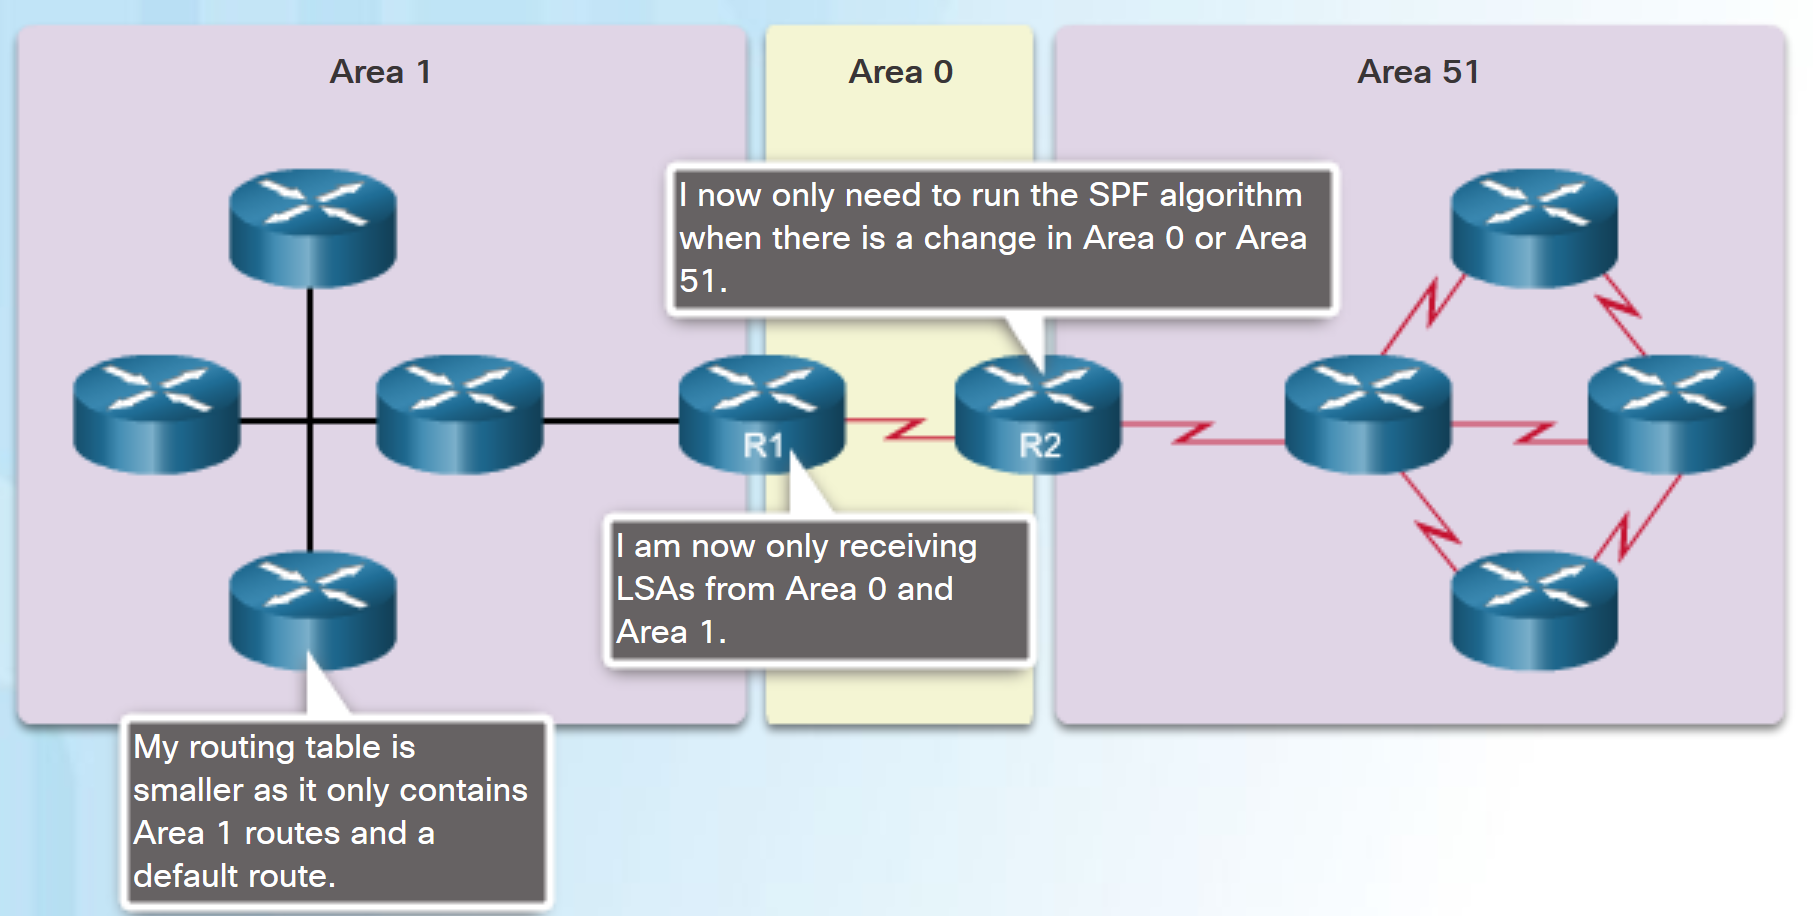 Area 1
Area 0
Area 51
I now only need to run the SPF algorithm
when there is a change in Area 0 or Area
51.
R1
R2
I am now only receiving
LSAs from Area 0 and
Area 1.
My routing table is
smaller as it only contains
Area 1 routes and a
default route.